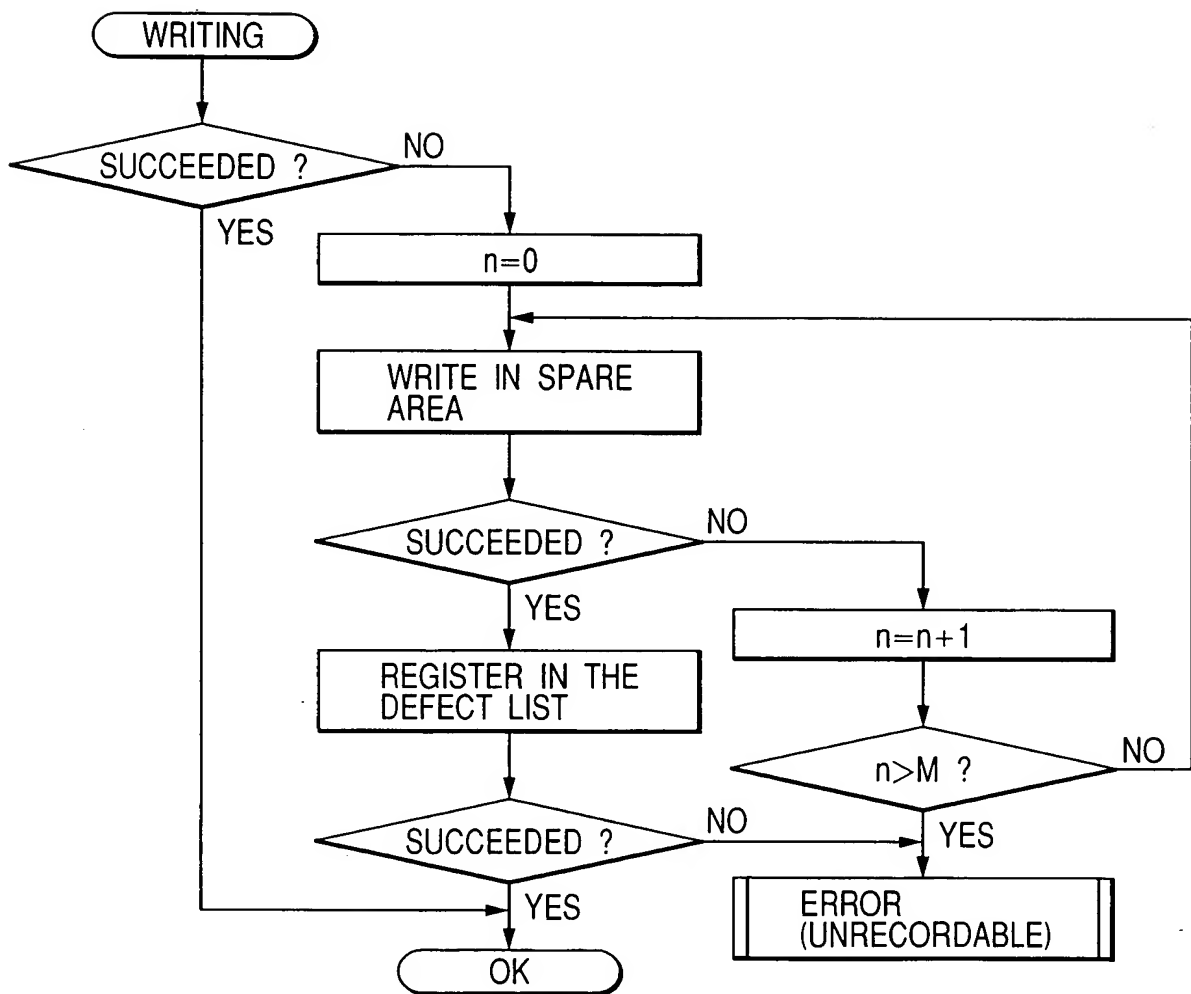 WRITING
SUCCEEDED ?
NO
YES
n=0
WRITE IN SPARE
AREA
SUCCEEDED ?
NO
YES
n=n+1
REGISTER IN THE
DEFECT LIST
n>M ?
NO
YES
SUCCEEDED ?
NO
YES
ERROR
(UNRECORDABLE)
OK